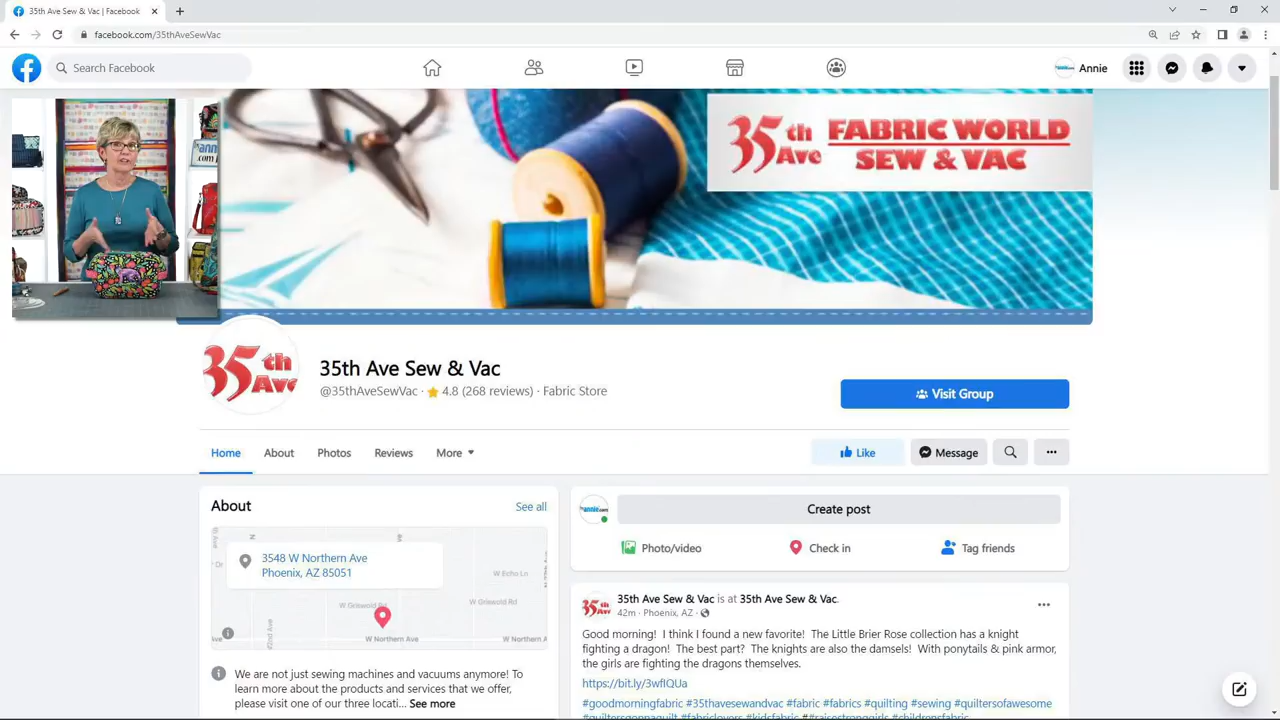 35th Ave Sew & Vac | Facebook
facebook.com/35thAveSewVac
Search Facebook
Annie
35th Ave FABRIC WORLD
SEW & VAC
35th Ave
35th Ave Sew & Vac
@35thAveSewVac · 4.8 (268 reviews) · Fabric Store
Visit Group
Home About Photos Reviews More
Like Message
About See all
3548 W Northern Ave
Phoenix, AZ 85051
W Echo Ln
W Griswold Rd
W Griswold Rd
W Northern Ave
We are not just sewing machines and vacuums anymore! To
learn more about the products and services that we offer,
please visit one of our three locati... See more
Create post
Photo/video Check in Tag friends
35th Ave Sew & Vac is at 35th Ave Sew & Vac.
42m · Phoenix, AZ ·
Good morning! I think I found a new favorite! The Little Brier Rose collection has a knight
fighting a dragon! The best part? The knights are also the damsels! With ponytails & pink armor,
the girls are fighting the dragons themselves.
https://bit.ly/3wfIQUa
#goodmorningfabric #35thavesewandvac #fabric #fabrics #quilting #sewing #quiltersofawesome
#quiltersgonnaquilt #fabriclovers #kidsfabric ##raisestronggirls #childrensfabric